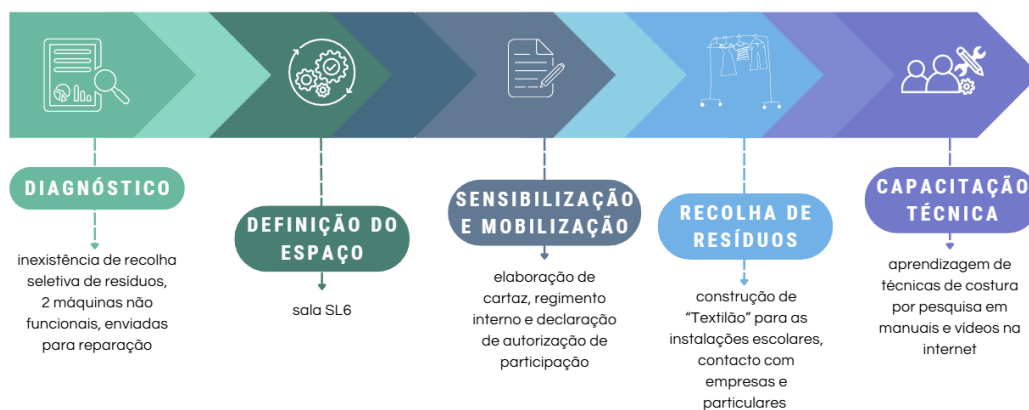 DIAGNÓSTICO
inexistência de recolha
seletiva de resíduos,
2 máquinas não
funcionais, enviadas
para reparação
DEFINIÇÃO DO
ESPAÇO
sala SL6
SENSIBILIZAÇÃO
E MOBILIZAÇÃO
elaboração de
cartaz, regimento
interno e declaração
de autorização de
participação
RECOLHA DE
RESÍDUOS
construção de
“Textilão” para as
instalações escolares,
contacto com
empresas e
particulares
CAPACITAÇÃO
TÉCNICA
aprendizagem de
técnicas de costura
por pesquisa em
manuais e vídeos na
internet